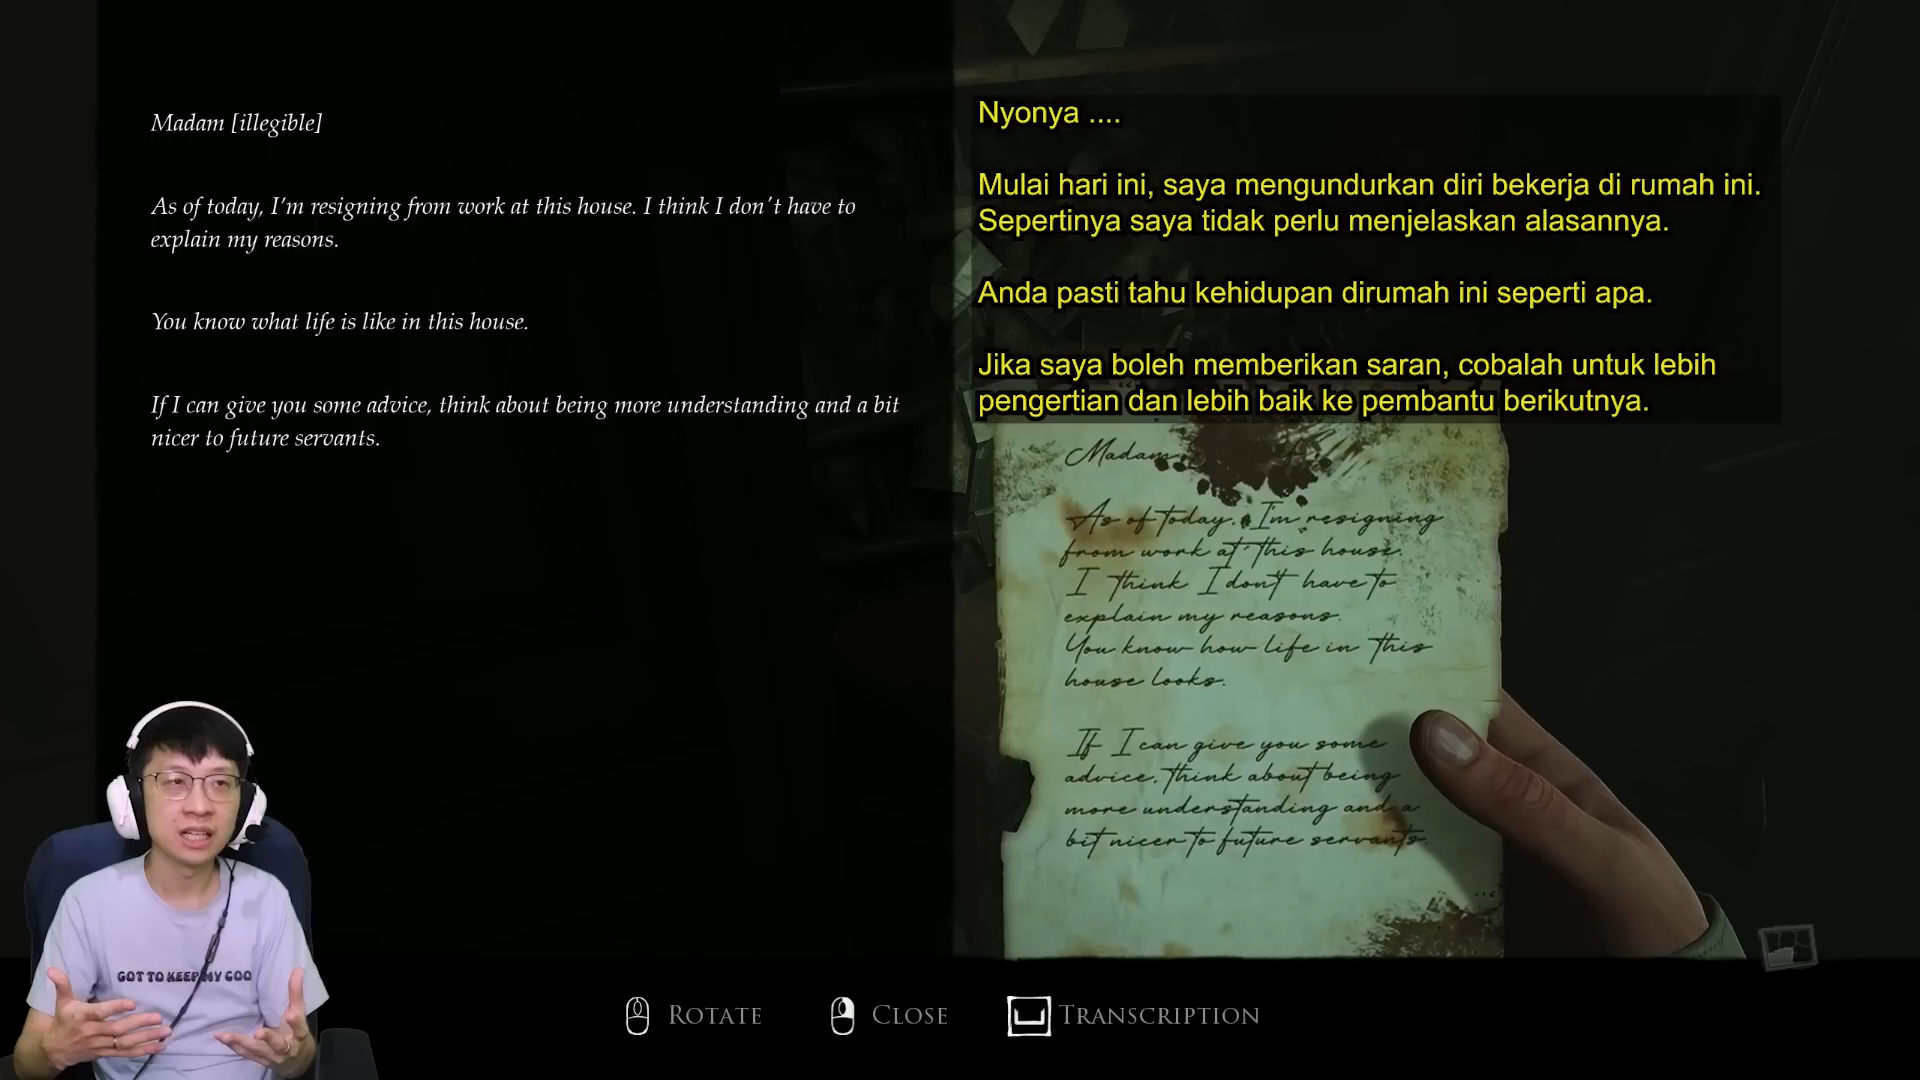 Madam [illegible]
As of today, I'm resigning from work at this house. I think I don't have to
explain my reasons.
You know what life is like in this house.
If I can give you some advice, think about being more understanding and a bit
nicer to future servants.
Nyonya ....
Mulai hari ini, saya mengundurkan diri bekerja di rumah ini.
Sepertinya saya tidak perlu menjelaskan alasannya.
Anda pasti tahu kehidupan dirumah ini seperti apa.
Jika saya boleh memberikan saran, cobalah untuk lebih
pengertian dan lebih baik ke pembantu berikutnya.
Madam
As of today, I'm resigning
from work at this house.
I think I don't have to
explain my reasons.
You know how life in this
house looks.
If I can give you some
advice, think about being
more understanding and a
bit nicer to future servants.
GOT TO KEEP MY COO
ROTATE
CLOSE
TRANSCRIPTION